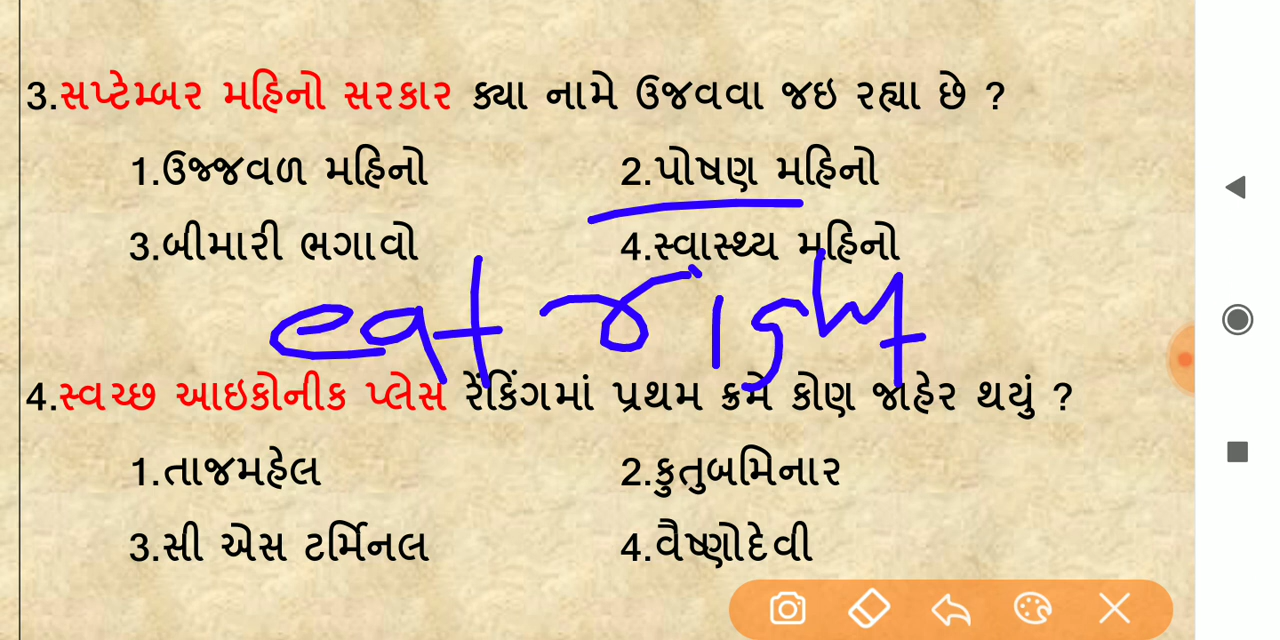 3.સપ્ટેમ્બર મહિનો સરકાર ક્યા નામે ઉજવવા જઇ રહ્યા છે ?
1.ઉજ્જવળ મહિનો 2.પોષણ મહિનો
3.બીમારી ભગાવો 4.સ્વાસ્થ્ય મહિનો
eat right
4.સ્વચ્છ આઇકોનીક પ્લેસ રેંકિંગમાં પ્રથમ ક્રમે કોણ જાહેર થયું ?
1.તાજમહેલ 2.કુતુબમિનાર
3.સી એસ ટર્મિનલ 4.વૈષ્ણોદેવી